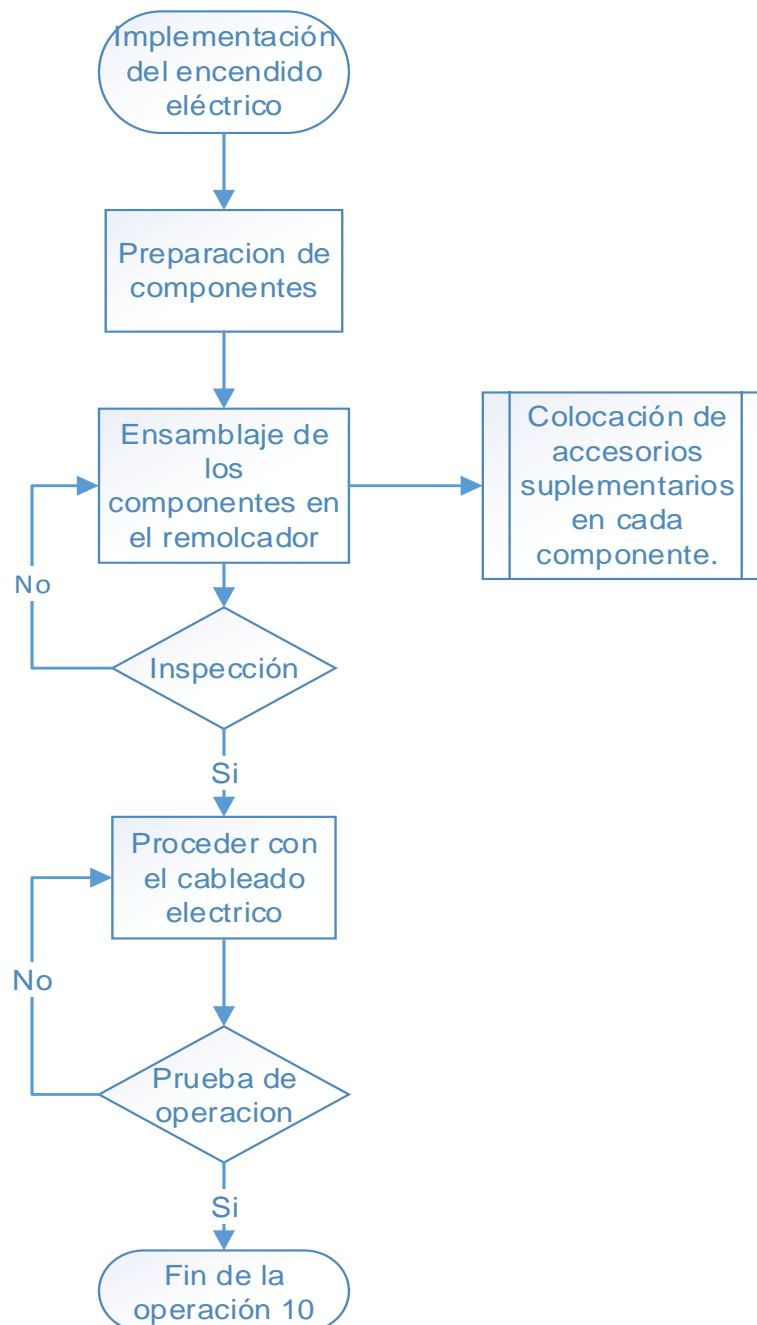 Implementación
del encendido
eléctrico
Preparacion de
componentes
Ensamblaje de
los
componentes en
el remolcador
Colocación de
accesorios
suplementarios
en cada
componente.
No
Inspección
Si
Proceder con
el cableado
electrico
No
Prueba de
operacion
Si
Fin de la
operación 10